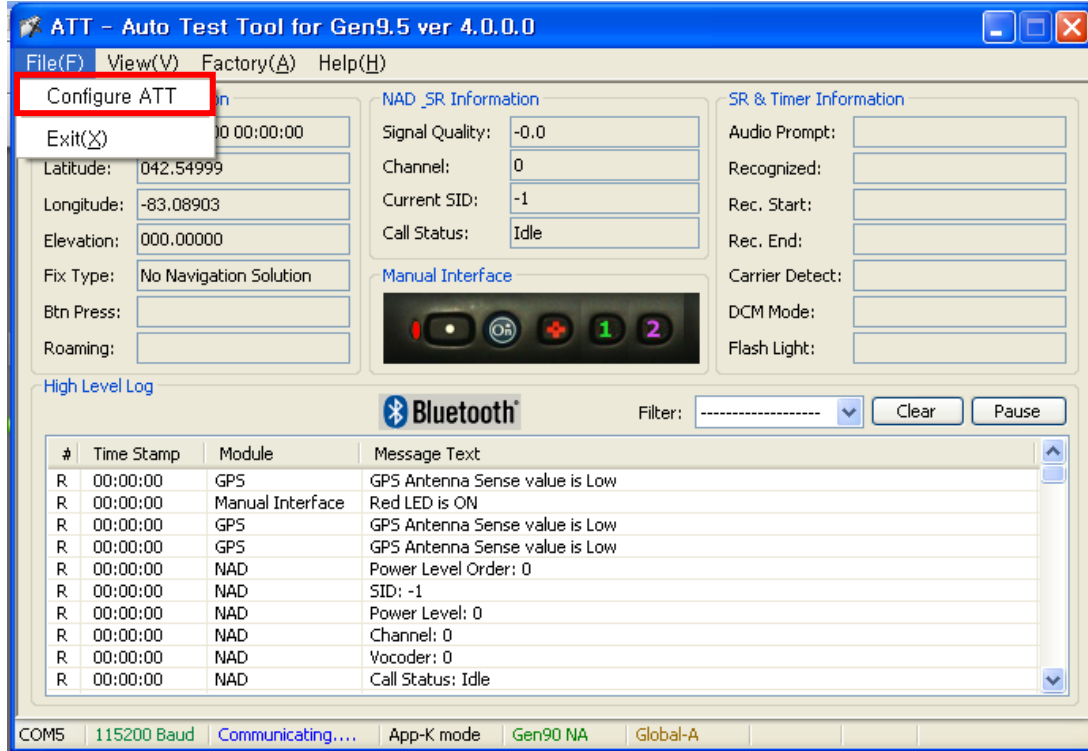 ATT - Auto Test Tool for Gen9.5 ver 4.0.0.0
File(F) View(V) Factory(A) Help(H)
Configure ATT
Exit(X)
on
00 00:00:00
Latitude: 042.54999
Longitude: -83.08903
Elevation: 000.00000
Fix Type: No Navigation Solution
Btn Press:
Roaming:
NAD _SR Information
Signal Quality: -0.0
Channel: 0
Current SID: -1
Call Status: Idle
Manual Interface
On 1 2
SR & Timer Information
Audio Prompt:
Recognized:
Rec. Start:
Rec. End:
Carrier Detect:
DCM Mode:
Flash Light:
High Level Log
Bluetooth Filter: ------------------- Clear Pause
# Time Stamp Module Message Text
R 00:00:00 GPS GPS Antenna Sense value is Low
R 00:00:00 Manual Interface Red LED is ON
R 00:00:00 GPS GPS Antenna Sense value is Low
R 00:00:00 GPS GPS Antenna Sense value is Low
R 00:00:00 NAD Power Level Order: 0
R 00:00:00 NAD SID: -1
R 00:00:00 NAD Power Level: 0
R 00:00:00 NAD Channel: 0
R 00:00:00 NAD Vocoder: 0
R 00:00:00 NAD Call Status: Idle
COM5 115200 Baud Communicating.... App-K mode Gen90 NA Global-A